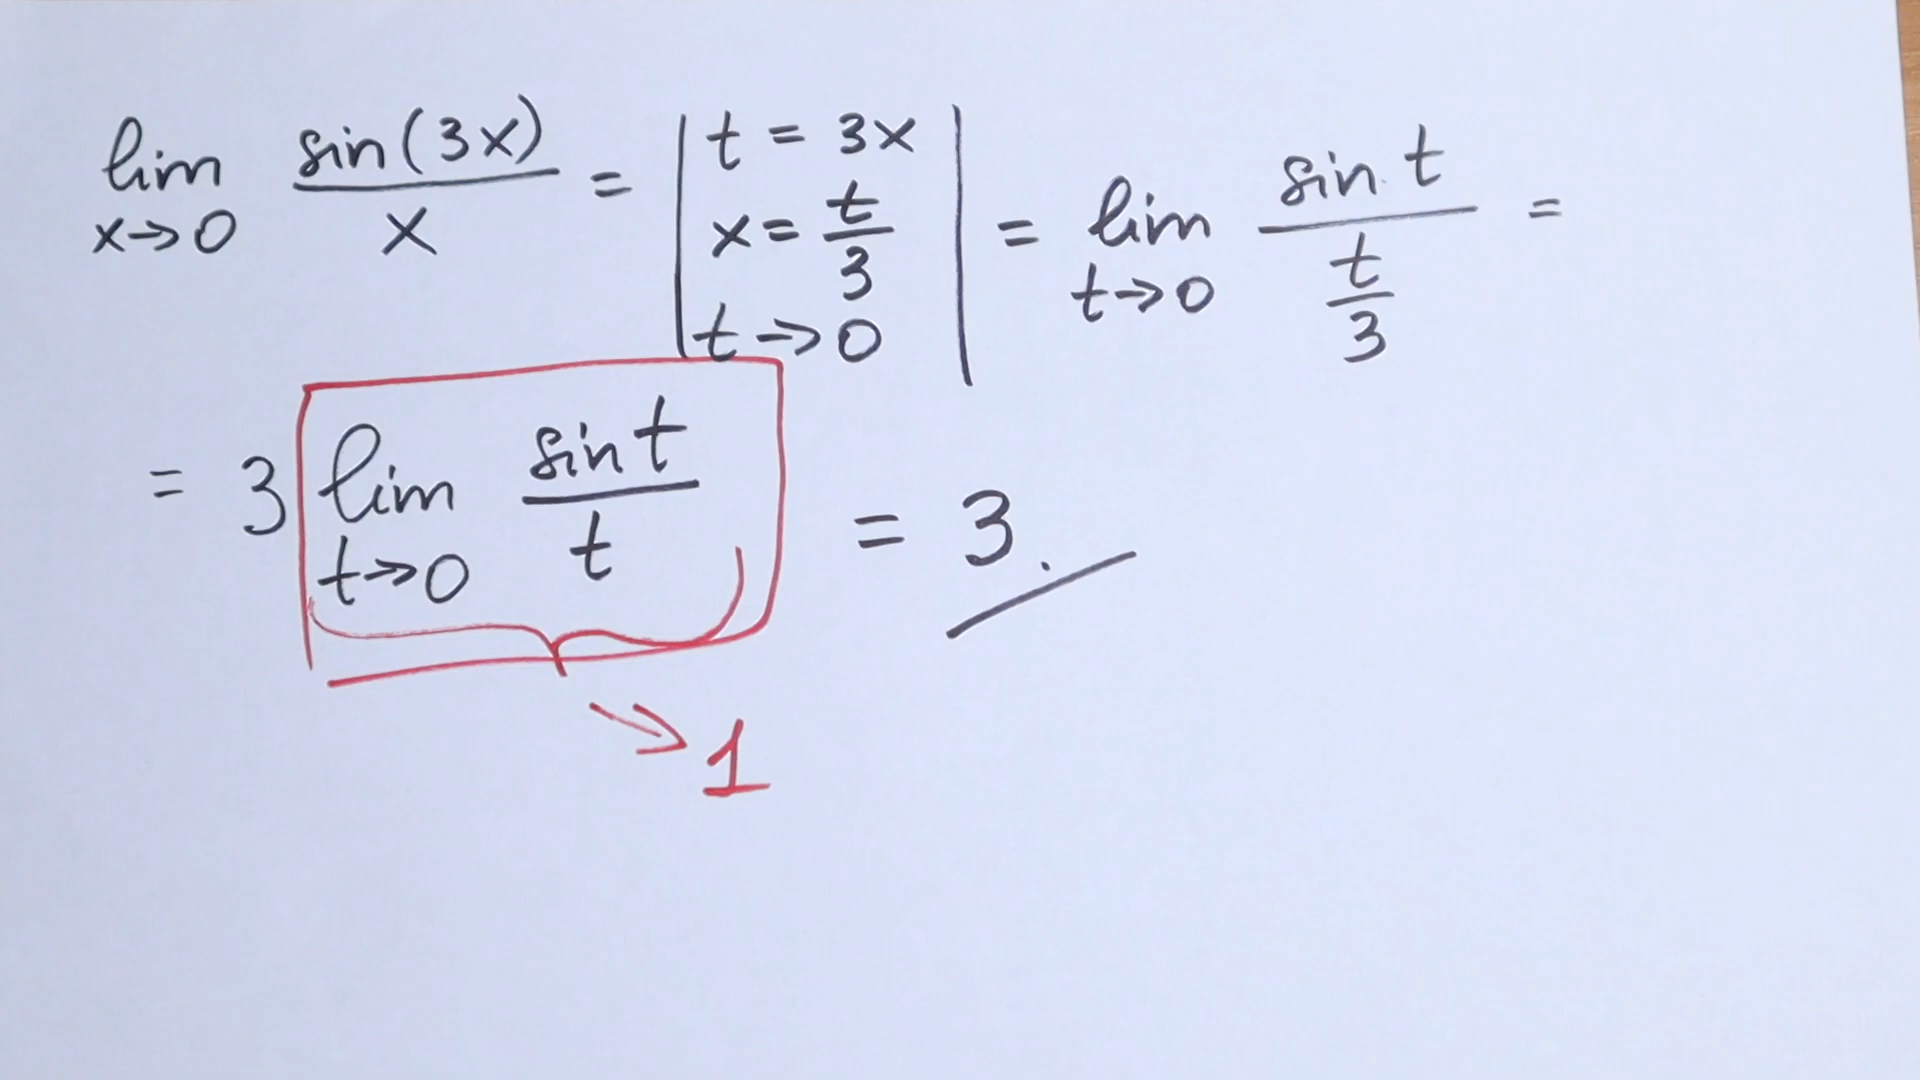 lim x→0 sin(3x)/x = | t = 3x x = t/3 t→0 | = lim t→0 sin t/(t/3) =
= 3 lim t→0 sin t/t = 3.
→ 1